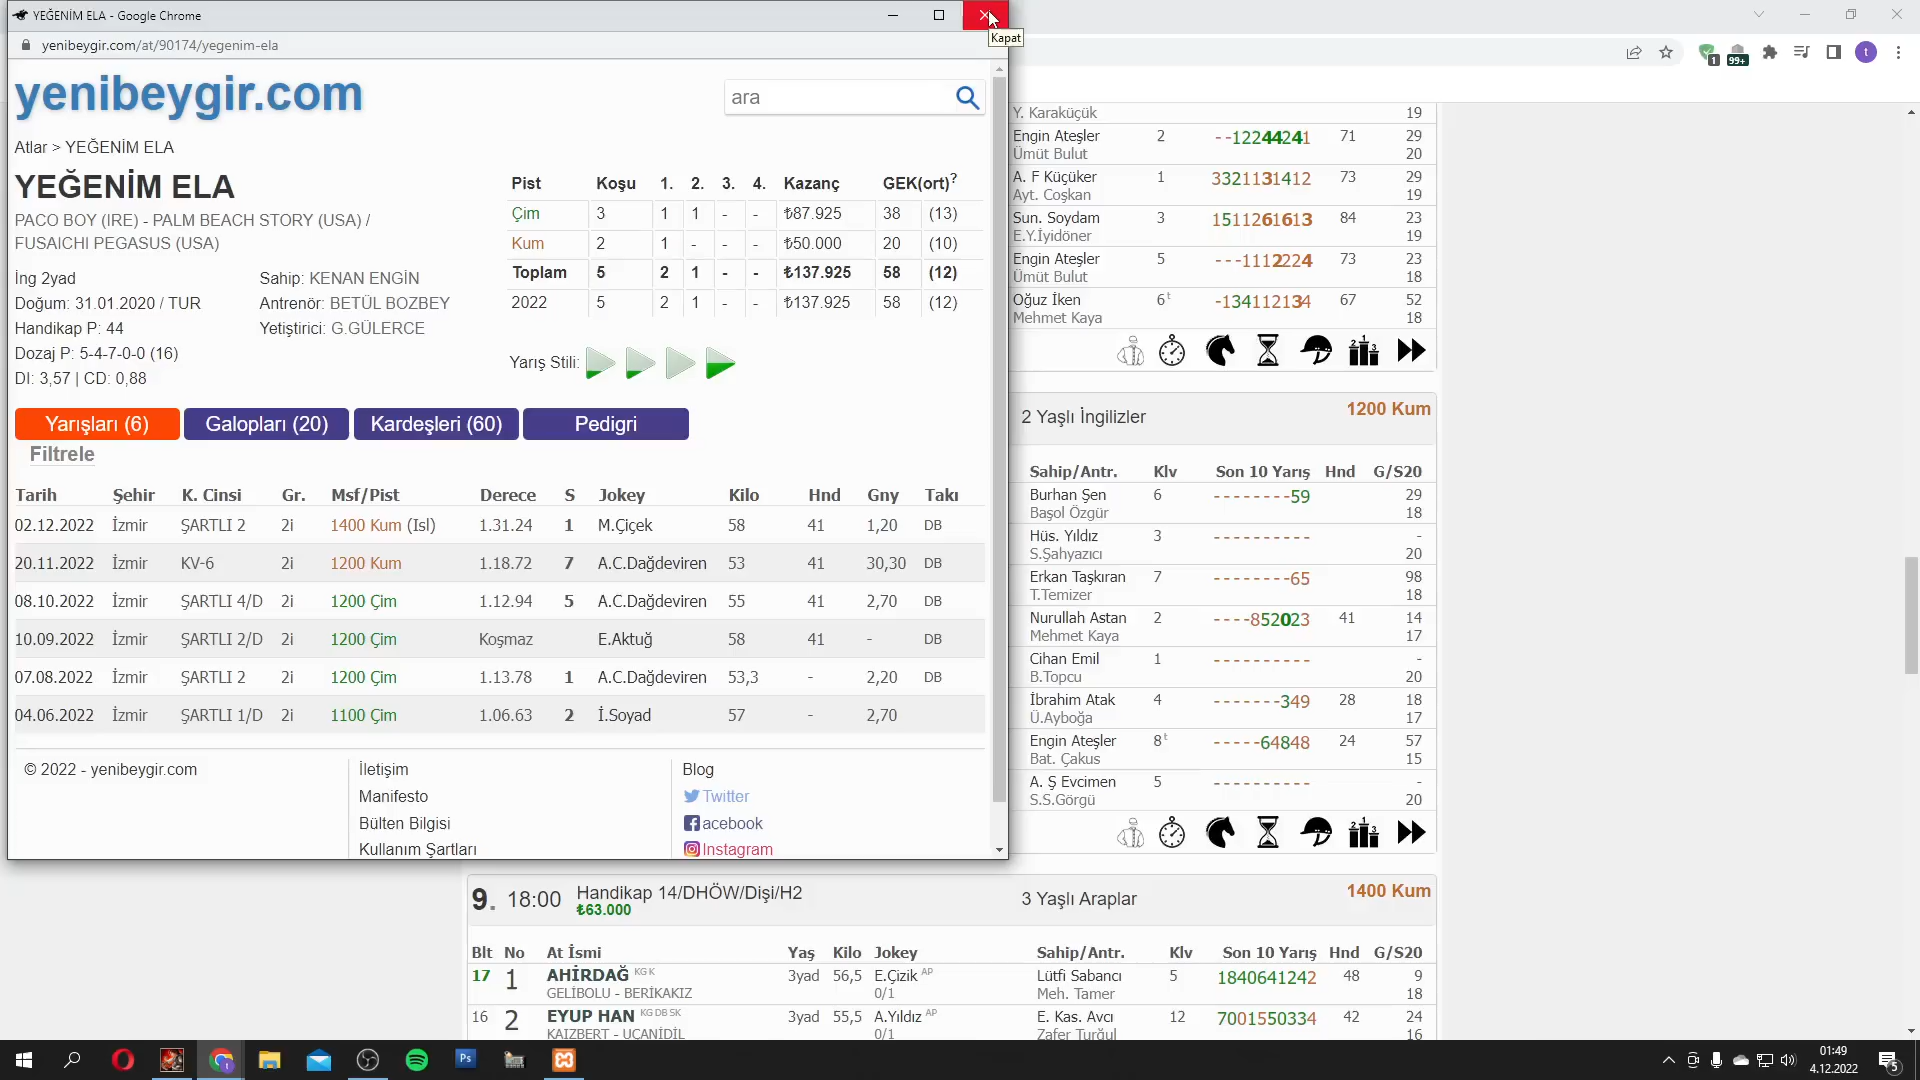 YEĞENİM ELA - Google Chrome
yenibeygir.com/at/90174/yegenim-ela
Kapat
yenibeygir.com
ara
Atlar > YEĞENİM ELA
YEĞENİM ELA
PACO BOY (IRE) - PALM BEACH STORY (USA) /
FUSAICHI PEGASUS (USA)
İng 2yad
Doğum: 31.01.2020 / TUR
Handikap P: 44
Dozaj P: 5-4-7-0-0 (16)
DI: 3,57 | CD: 0,88
Sahip: KENAN ENGİN
Antrenör: BETÜL BOZBEY
Yetiştirici: G.GÜLERCE
Pist Koşu 1. 2. 3. 4. Kazanç GEK(ort)?
Çim 3 1 1 - - ₺87.925 38 (13)
Kum 2 1 - - - ₺50.000 20 (10)
Toplam 5 2 1 - - ₺137.925 58 (12)
2022 5 2 1 - - ₺137.925 58 (12)
Yarış Stili:
Yarışları (6) Galopları (20) Kardeşleri (60) Pedigri
Filtrele
Tarih Şehir K. Cinsi Gr. Msf/Pist Derece S Jokey Kilo Hnd Gny Takı
02.12.2022 İzmir ŞARTLI 2 2i 1400 Kum (Isl) 1.31.24 1 M.Çiçek 58 41 1,20 DB
20.11.2022 İzmir KV-6 2i 1200 Kum 1.18.72 7 A.C.Dağdeviren 53 41 30,30 DB
08.10.2022 İzmir ŞARTLI 4/D 2i 1200 Çim 1.12.94 5 A.C.Dağdeviren 55 41 2,70 DB
10.09.2022 İzmir ŞARTLI 2/D 2i 1200 Çim Koşmaz E.Aktuğ 58 41 - DB
07.08.2022 İzmir ŞARTLI 2 2i 1200 Çim 1.13.78 1 A.C.Dağdeviren 53,3 - 2,20 DB
04.06.2022 İzmir ŞARTLI 1/D 2i 1100 Çim 1.06.63 2 İ.Soyad 57 - 2,70
© 2022 - yenibeygir.com
İletişim
Manifesto
Bülten Bilgisi
Kullanım Şartları
Blog
Twitter
acebook
Instagram
1
99+
t
Y. Karaküçük 19
Engin Ateşler 2 --12244241 71 29
Ümüt Bulut 20
A. F Küçüker 1 3321131412 73 29
Ayt. Coşkan 19
Sun. Soydam 3 1511261613 84 23
E.Y.İyidöner 19
Engin Ateşler 5 ---1112224 73 23
Ümüt Bulut 18
Oğuz İken 6t -134112134 67 52
Mehmet Kaya 18
2 Yaşlı İngilizler 1200 Kum
Sahip/Antr. Klv Son 10 Yarış Hnd G/S20
Burhan Şen 6 --------59 29
Başol Özgür 18
Hüs. Yıldız 3 ---------- -
S.Şahyazıcı 20
Erkan Taşkıran 7 --------65 98
T.Temizer 18
Nurullah Astan 2 ----852023 41 14
Mehmet Kaya 17
Cihan Emil 1 ---------- -
B.Topcu 20
İbrahim Atak 4 -------349 28 18
Ü.Ayboğa 17
Engin Ateşler 8t -----64848 24 57
Bat. Çakus 15
A. Ş Evcimen 5 ---------- -
S.S.Görgü 20
9. 18:00 Handikap 14/DHÖW/Dişi/H2 3 Yaşlı Araplar 1400 Kum
₺63.000
Blt No At İsmi Yaş Kilo Jokey Sahip/Antr. Klv Son 10 Yarış Hnd G/S20
17 1 AHİRDAĞ KG K 3yad 56,5 E.Çizik AP Lütfi Sabancı 5 1840641242 48 9
GELİBOLU - BERİKAKIZ 0/1 Meh. Tamer 18
16 2 EYUP HAN KG DB SK 3yad 55,5 A.Yıldız AP E. Kas. Avcı 12 7001550334 42 24
KAIZBERT - UÇANİDİL 0/1 Zafer Turğul 16
Ps
01:49
4.12.2022
5